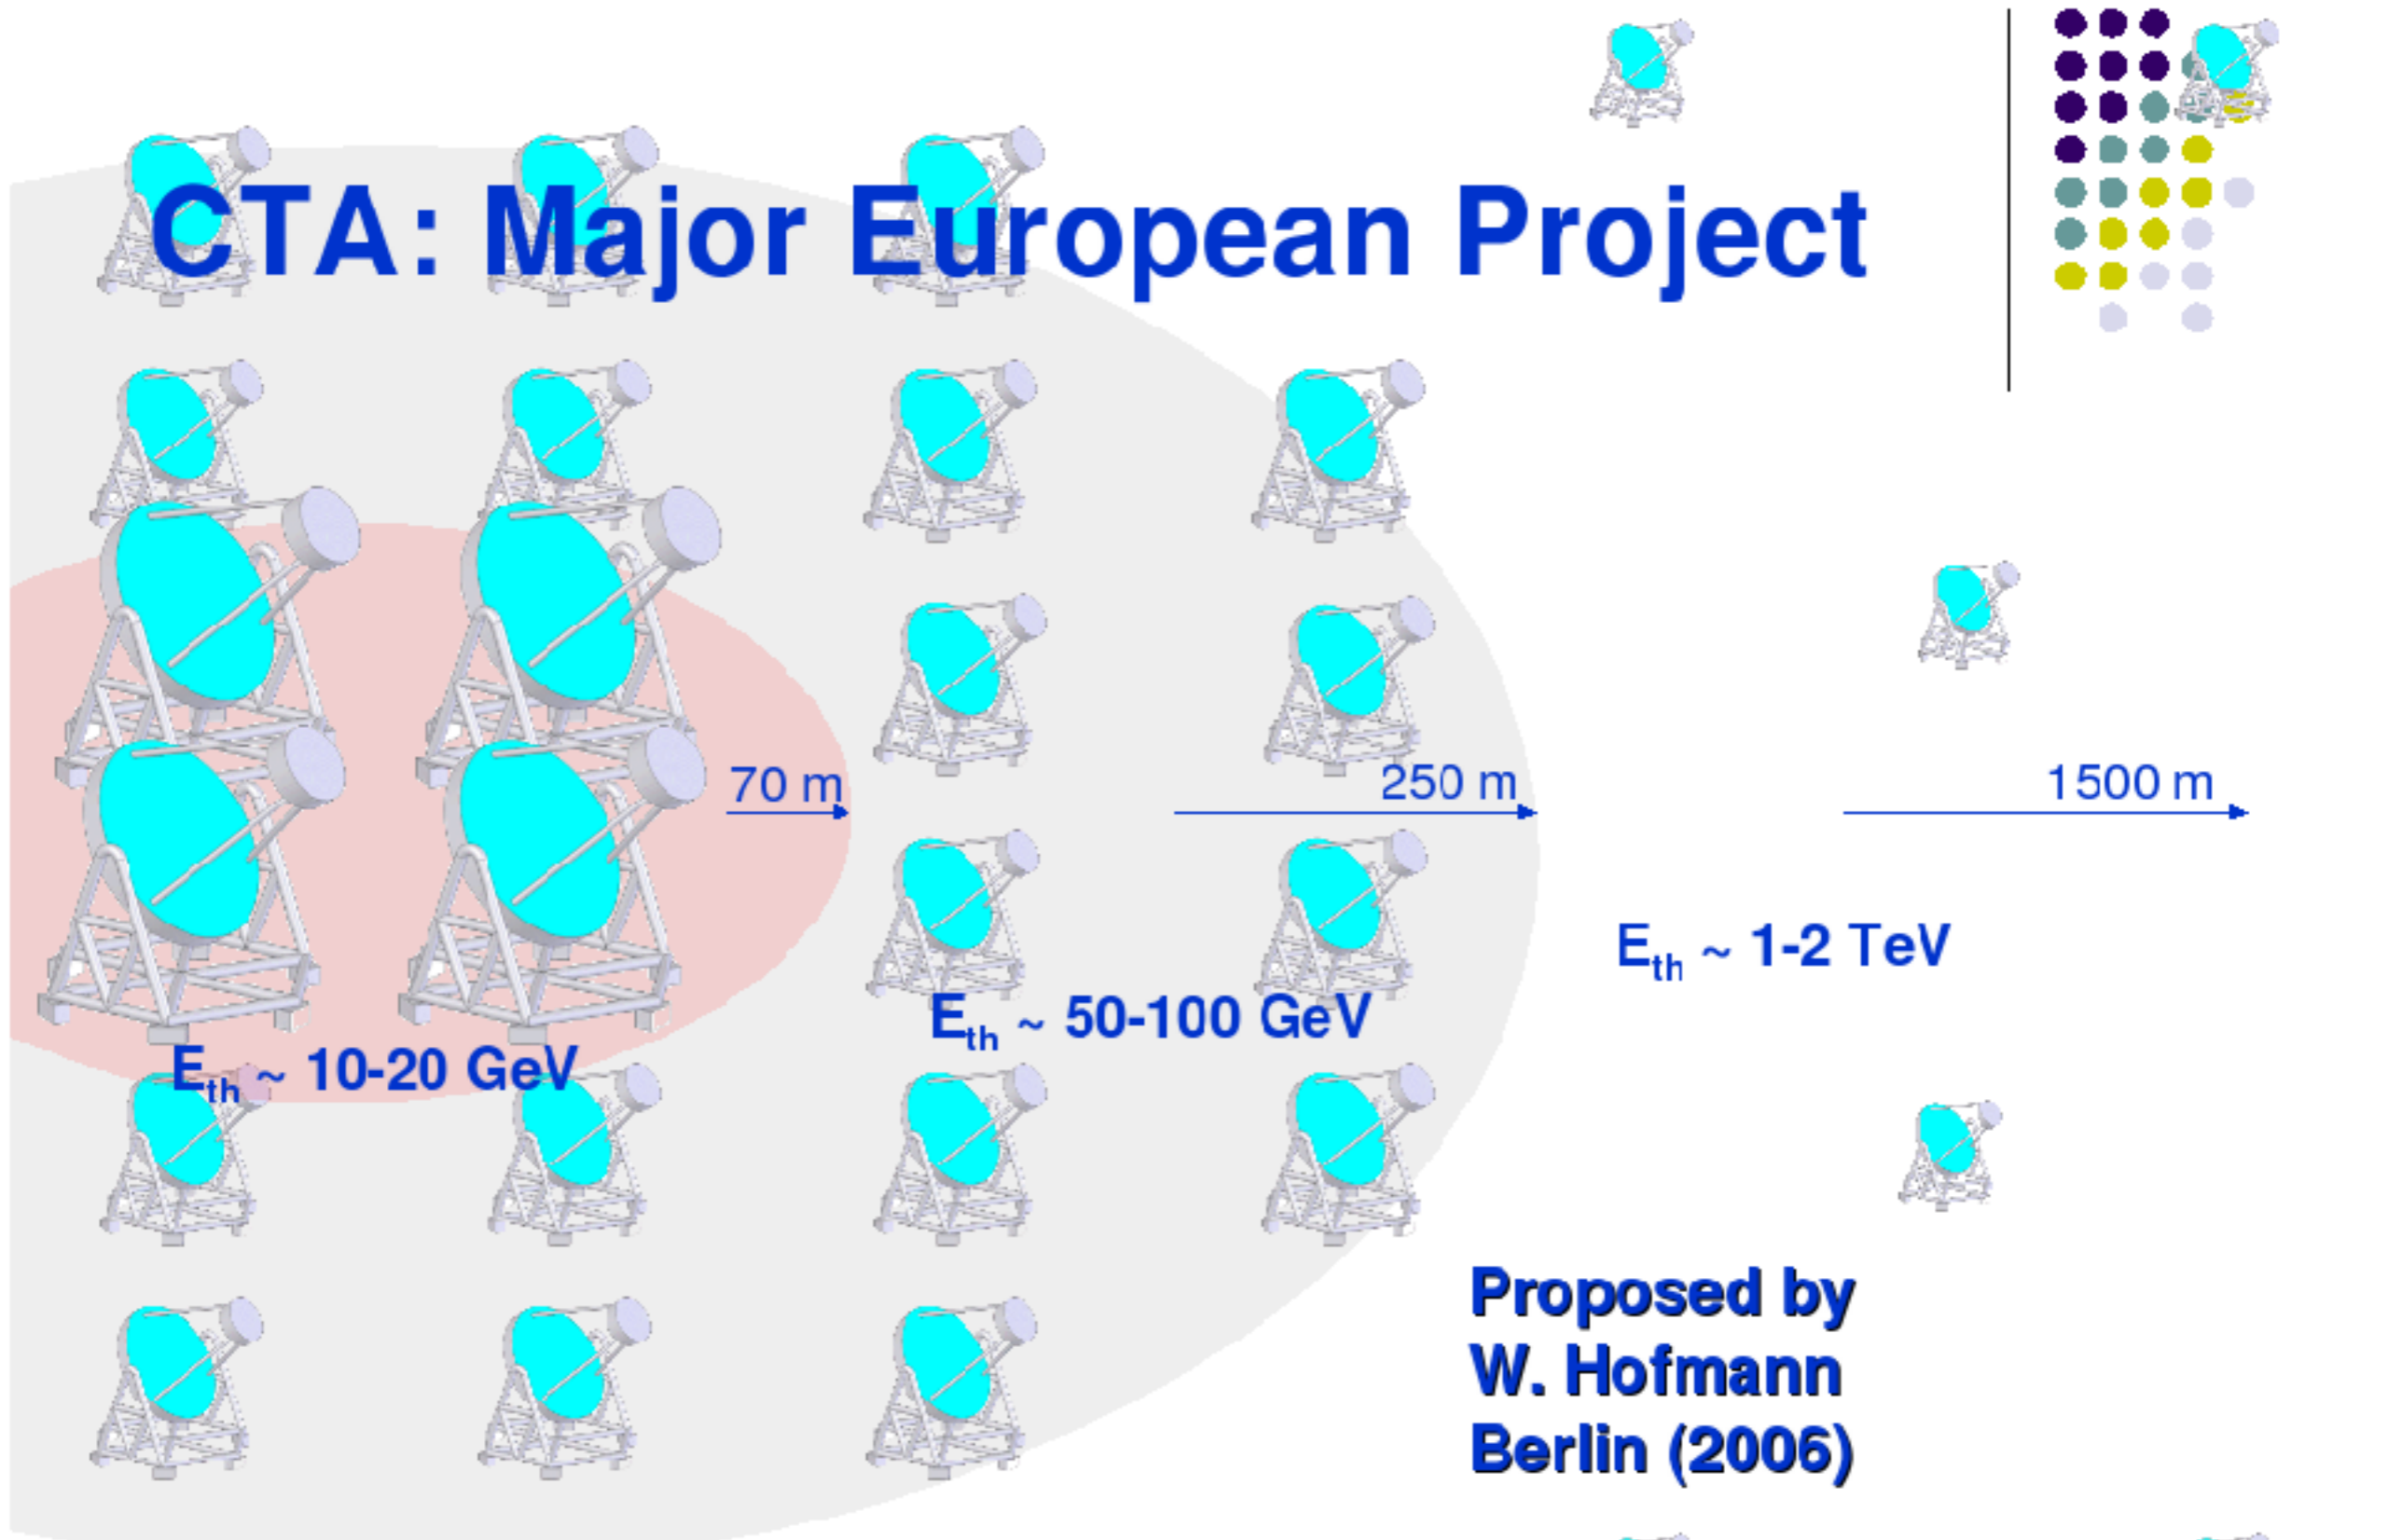 CTA: Major European Project
70 m
250 m
1500 m
E_th ~ 1-2 TeV
E_th ~ 50-100 GeV
E_th ~ 10-20 GeV
Proposed by
W. Hofmann
Berlin (2006)